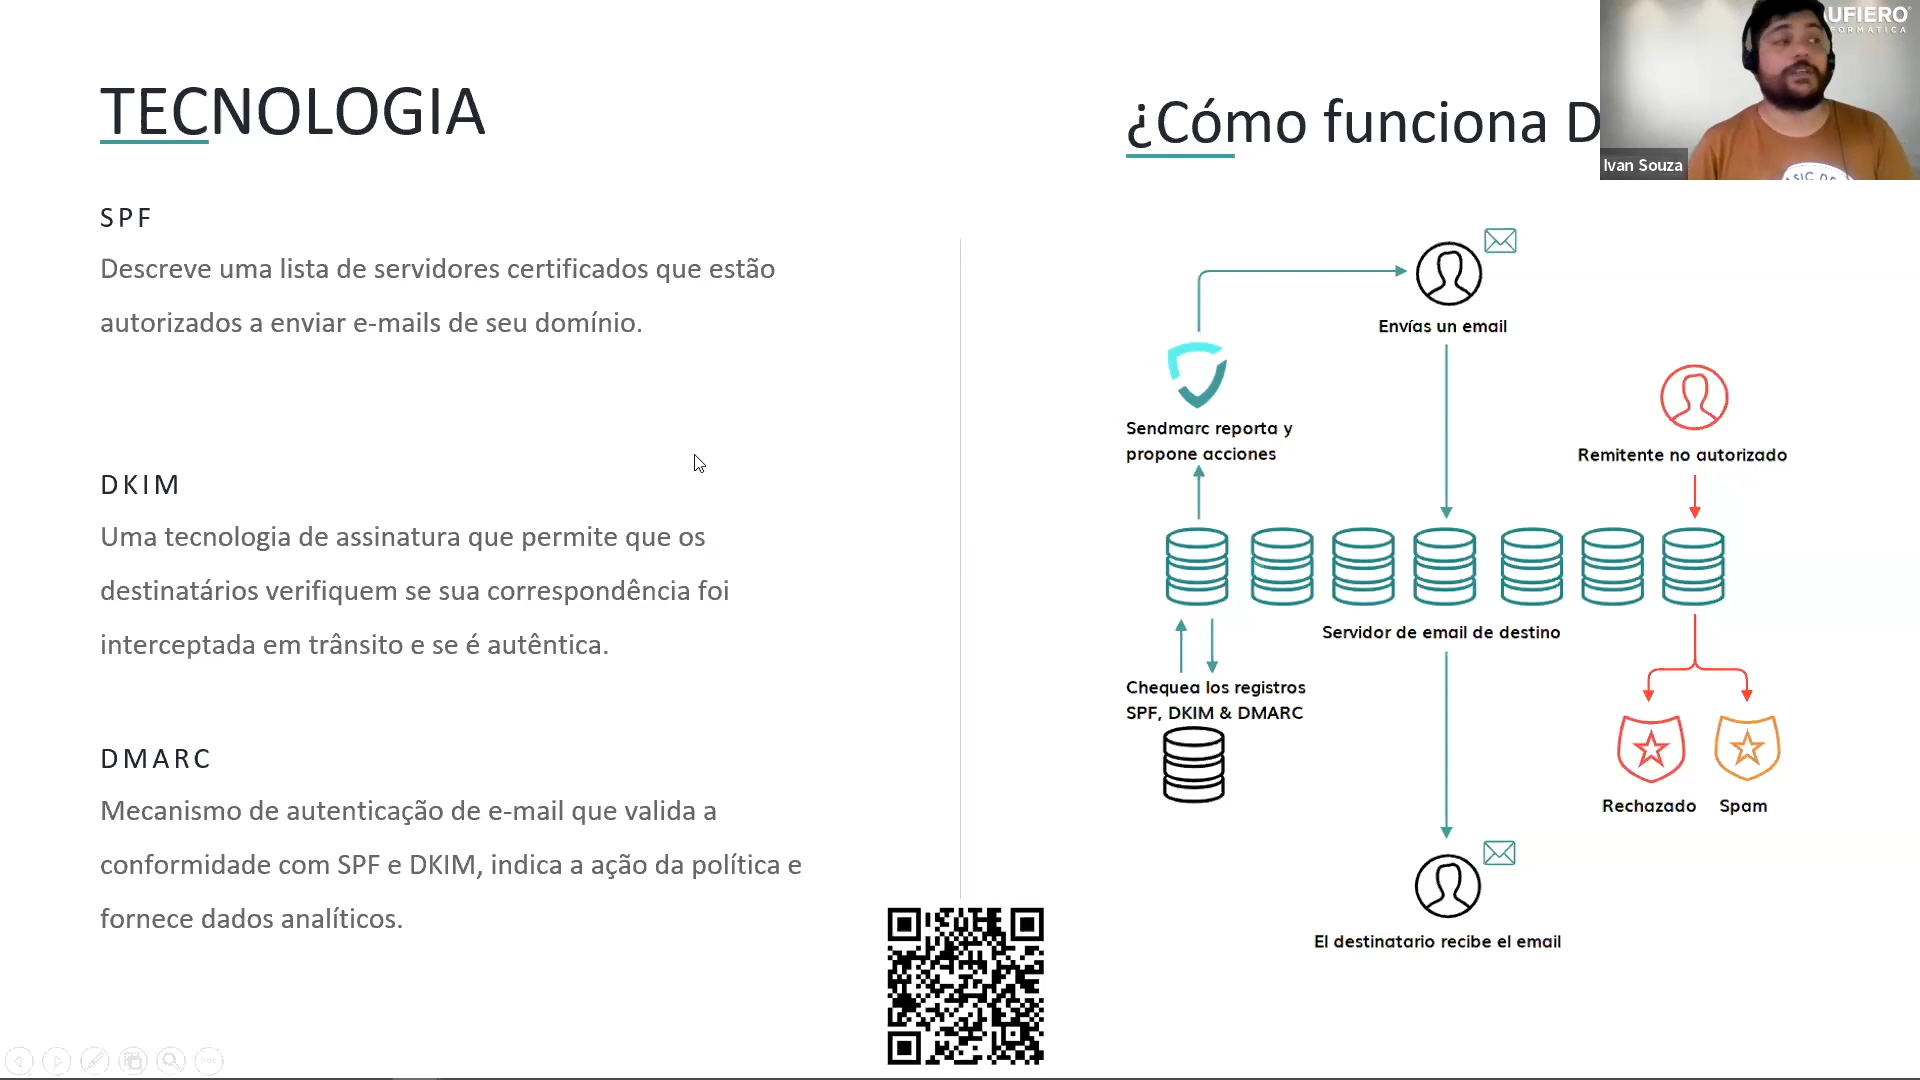 TECNOLOGIA
SPF
Descreve uma lista de servidores certificados que estão
autorizados a enviar e-mails de seu domínio.
DKIM
Uma tecnologia de assinatura que permite que os
destinatários verifiquem se sua correspondência foi
interceptada em trânsito e se é autêntica.
DMARC
Mecanismo de autenticação de e-mail que valida a
conformidade com SPF e DKIM, indica a ação da política e
fornece dados analíticos.
¿Cómo funciona D
Envías un email
Sendmarc reporta y
propone acciones
Remitente no autorizado
Servidor de email de destino
Chequea los registros
SPF, DKIM & DMARC
Rechazado
Spam
El destinatario recibe el email
UFIERO
FORMATICA
Ivan Souza